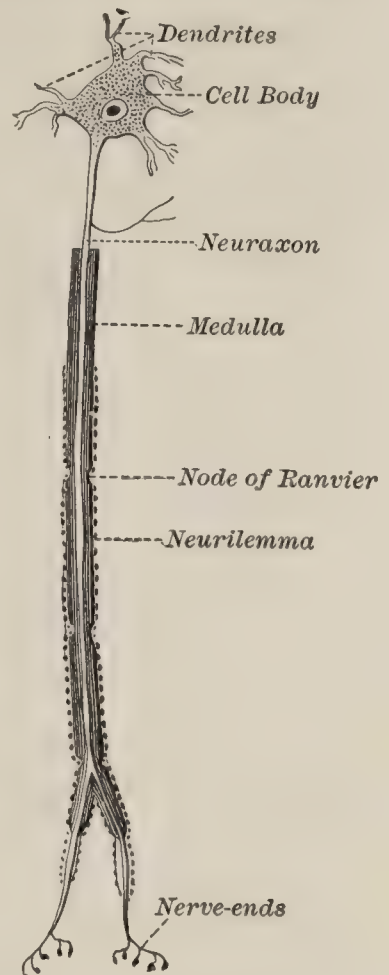 Dendrites
Cell Body
Neuraxon
Medulla
Node of Ranvier
Neurilemma
Nerve-ends